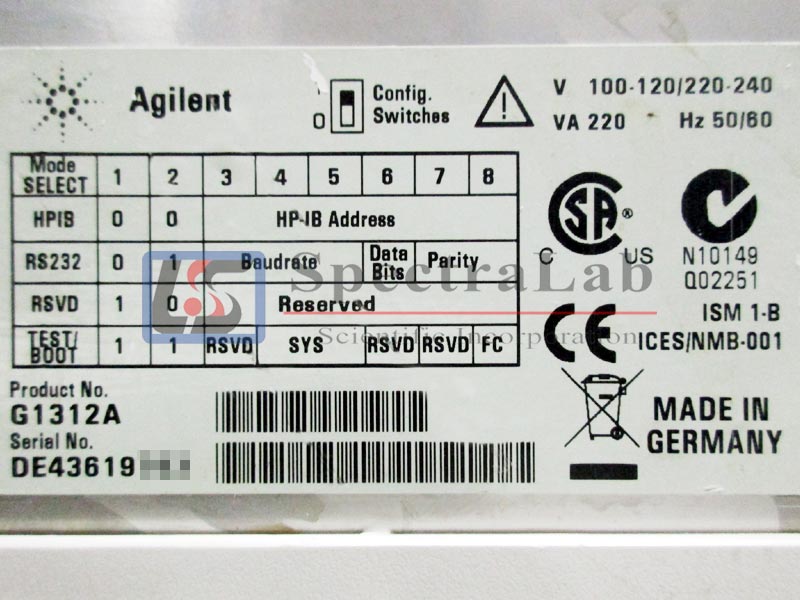 Agilent
1
0
Config.
Switches
V 100-120/220-240
VA 220 Hz 50/60
Mode SELECT 1 2 3 4 5 6 7 8
HPIB 0 0 HP-IB Address
RS232 0 1 Baudrate Data Bits Parity
RSVD 1 0 Reserved
TEST/BOOT 1 1 RSVD SYS RSVD RSVD FC
SA®
C US
N10149
Q02251
ISM 1-B
CE
ICES/NMB-001
LS SpectraLab
Scientific Incorporation
Product No.
G1312A
Serial No.
DE43619
MADE IN
GERMANY